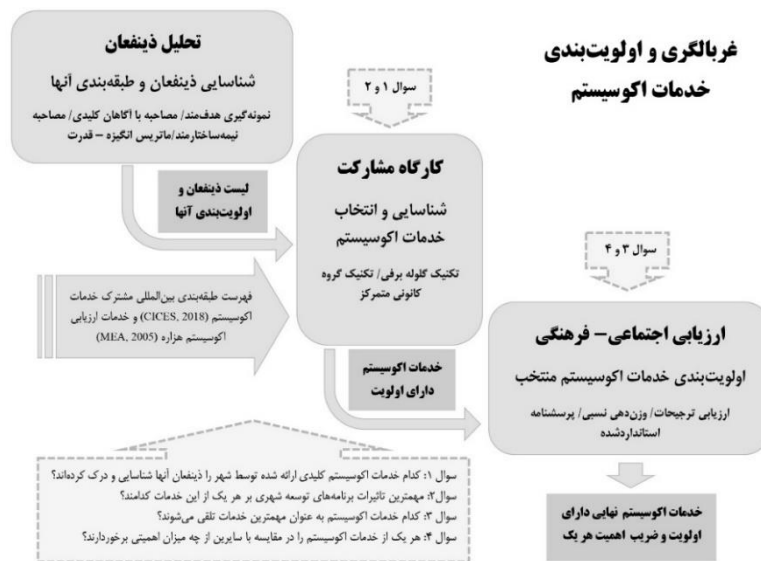 غربالگری و اولویت‌بندی
خدمات اکوسیستم
تحلیل ذینفعان
شناسایی ذینفعان و طبقه‌بندی آنها
نمونه‌گیری هدف‌مند/ مصاحبه با آگاهان کلیدی/ مصاحبه
نیمه‌ساختارمند/ماتریس انگیزه – قدرت
لیست ذینفعان و
اولویت‌بندی آنها
سوال ۱ و ۲
کارگاه مشارکت
شناسایی و انتخاب
خدمات اکوسیستم
تکنیک گلوله برفی/ تکنیک گروه
کانونی متمرکز
فهرست طبقه‌بندی بین‌المللی مشترک خدمات
اکوسیستم (CICES, 2018) و خدمات ارزیابی
اکوسیستم هزاره (MEA, 2005)
خدمات اکوسیستم
دارای اولویت
سوال ۳ و ۴
ارزیابی اجتماعی– فرهنگی
اولویت‌بندی خدمات اکوسیستم منتخب
ارزیابی ترجیحات/ وزن‌دهی نسبی/ پرسشنامه
استانداردشده
سوال ۱: کدام خدمات اکوسیستم کلیدی ارائه شده توسط شهر را ذینفعان آنها شناسایی و درک کرده‌اند؟
سوال۲: مهمترین تاثیرات برنامه‌های توسعه شهری بر هر یک از این خدمات کدامند؟
سوال ۳: کدام خدمات اکوسیستم به عنوان مهمترین خدمات تلقی می‌شوند؟
سوال ۴: هر یک از خدمات اکوسیستم را در مقایسه با سایرین از چه میزان اهمیتی برخوردارند؟
خدمات اکوسیستم نهایی دارای
اولویت و ضریب اهمیت هر یک